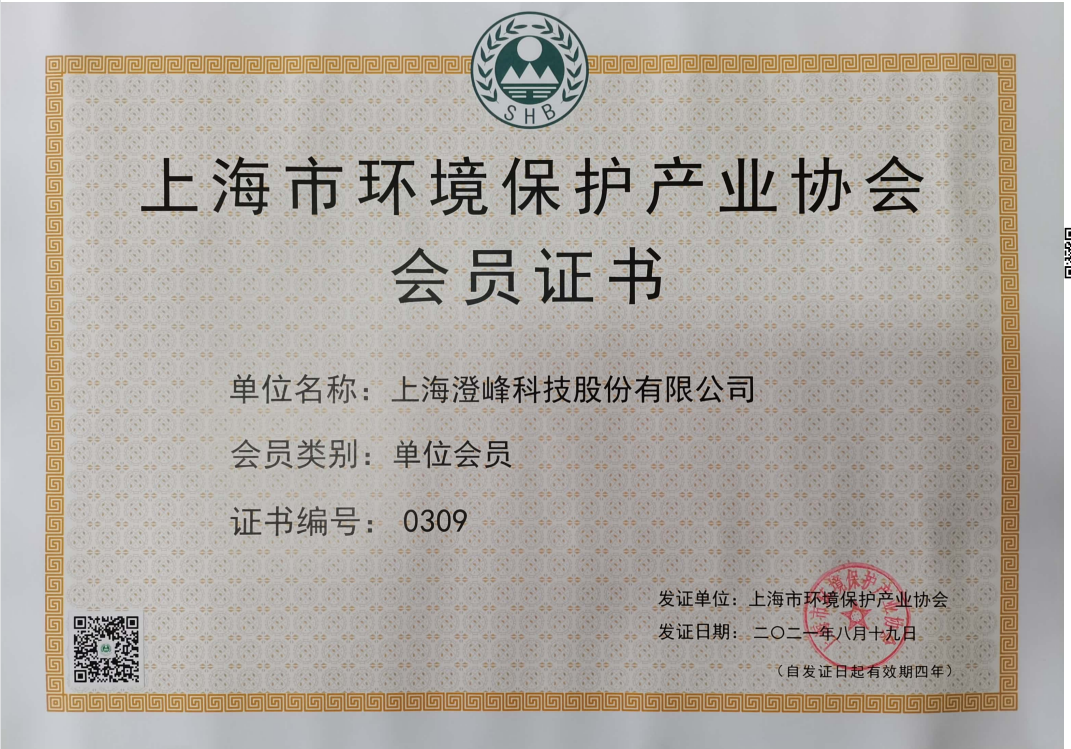 SHB
上海市环境保护产业协会
会员证书
单位名称：上海澄峰科技股份有限公司
会员类别：单位会员
证书编号： 0309
发证单位：上海市环境保护产业协会
发证日期： 二〇二一年八月十九日
（自发证日起有效期四年）